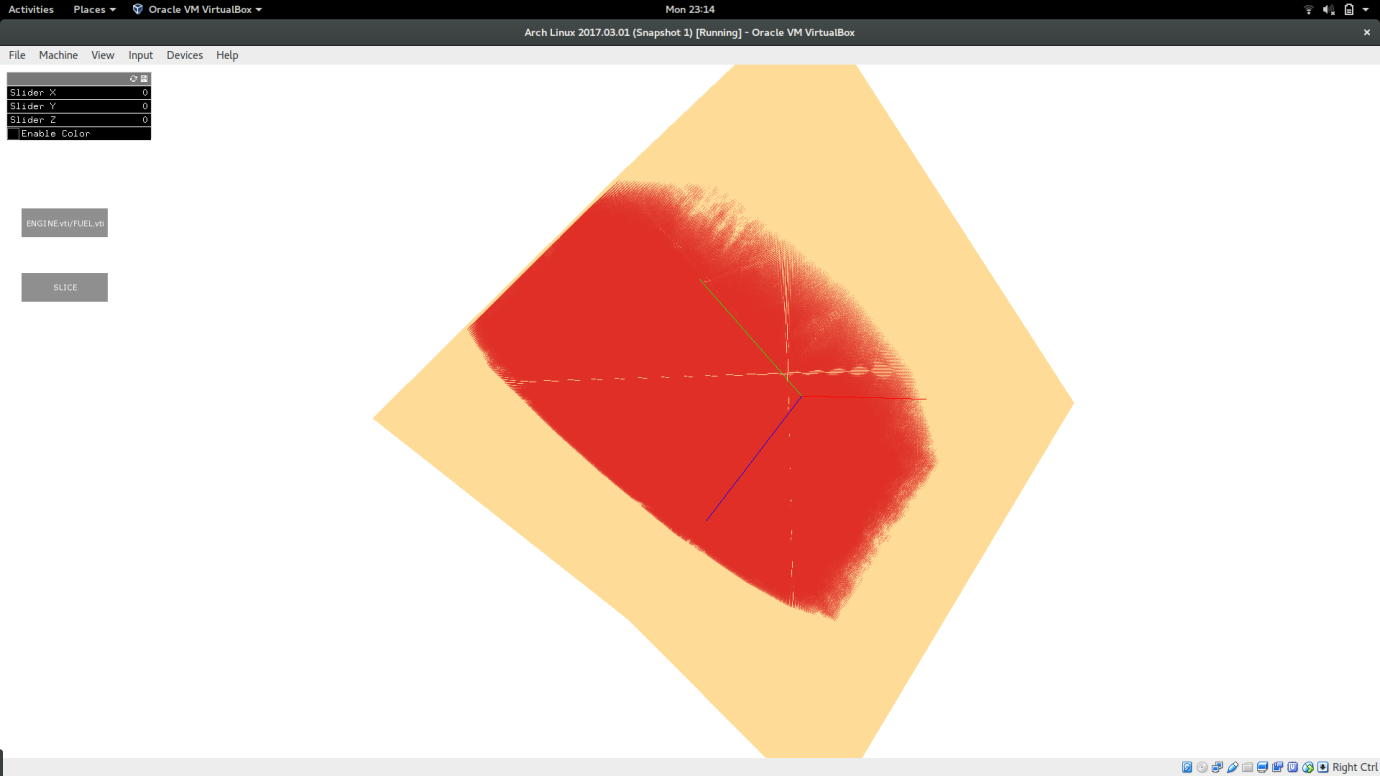 Activities Places Oracle VM VirtualBox Mon 23:14
Arch Linux 2017.03.01 (Snapshot 1) [Running] - Oracle VM VirtualBox
File Machine View Input Devices Help
Slider X 0
Slider Y 0
Slider Z 0
Enable Color
ENGINE.vti/FUEL.vti
SLICE
Right Ctrl